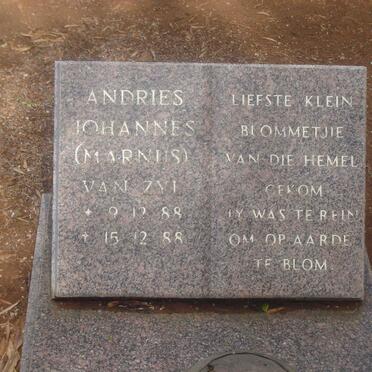 ANDRIES
JOHANNES
(MARNUS)
VAN ZYL
* 9.12.88
+ 15.12.88
LIEFSTE KLEIN
BLOMMETJIE
VAN DIE HEMEL
GEKOM
JY WAS TE REIN
OM OP AARDE
TE BLOM